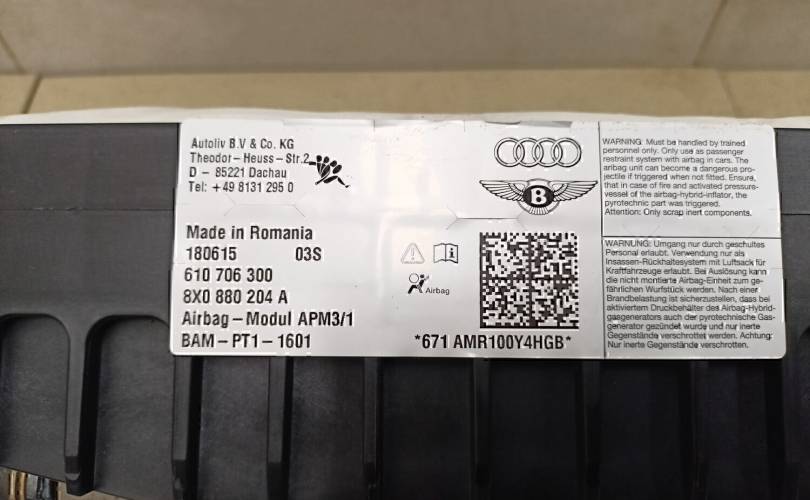 Autoliv B.V & Co. KG
Theodor-Heuss-Str.2
D - 85221 Dachau
Tel: +49 8131 295 0
Made in Romania
180615 03S
610 706 300
8X0 880 204 A
Airbag-Modul APM3/1
BAM-PT1-1601
B
Airbag
*671 AMR100Y4HGB*
WARNING: Must be handled by trained
personnel only. Only use as passenger
restraint system with airbag in cars. The
airbag unit can become a dangerous pro-
jectile if triggered when not fitted. Ensure,
that in case of fire and activated pressure-
vessel of the airbag-hybrid-inflator, the
pyrotechnic part was triggered.
Attention: Only scrap inert components.
WARNUNG: Umgang nur durch geschultes
Personal erlaubt. Verwendung nur als
Insassen-Rückhaltesystem mit Luftsack für
Kraftfahrzeuge erlaubt. Bei Auslösung kann
die nicht montierte Airbag-Einheit zum ge-
fährlichen Wurfstück werden. Nach einer
Brandbelastung ist sicherzustellen, dass bei
aktiviertem Druckbehälter des Airbag-Hybrid-
gasgenerators auch der pyrotechnische Gas-
generator gezündet wurde und nur inerte
Gegenstände verschrottet werden. Achtung:
Nur inerte Gegenstände verschrotten.